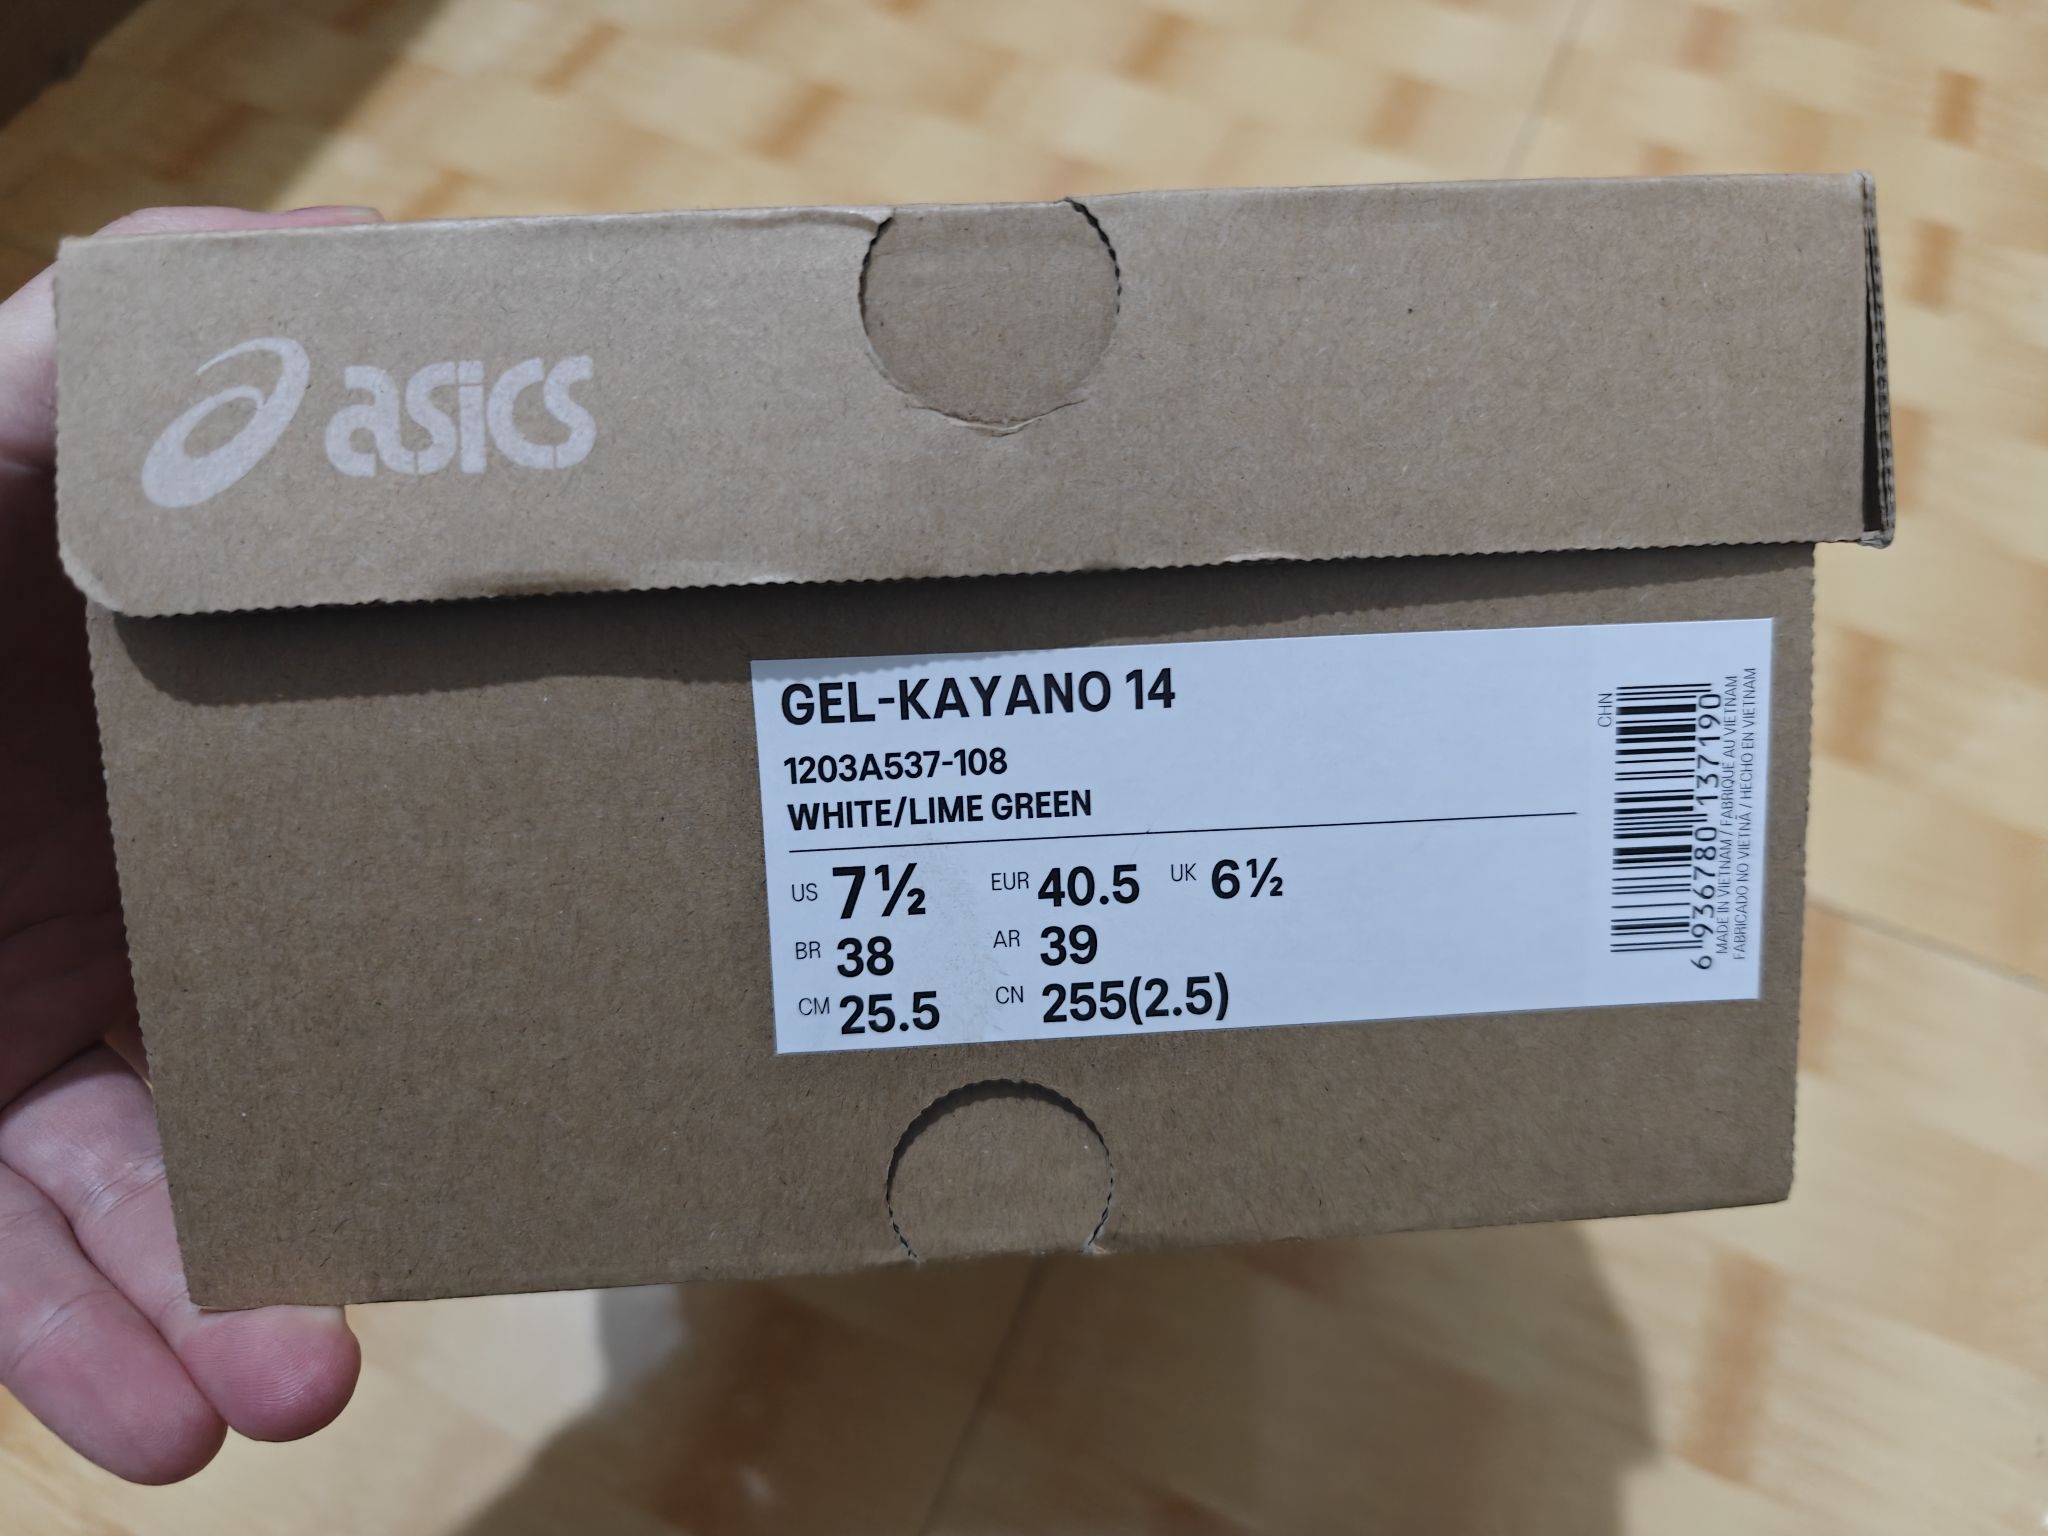 asics
GEL-KAYANO 14
1203A537-108
WHITE/LIME GREEN
US 7½ EUR 40.5 UK 6½
BR 38 AR 39
CM 25.5 CN 255(2.5)
CHN
6 936780 137190
MADE IN VIETNAM / FABRIQUÉ AU VIETNAM
FABRICADO NO VIETNÃ / HECHO EN VIETNAM